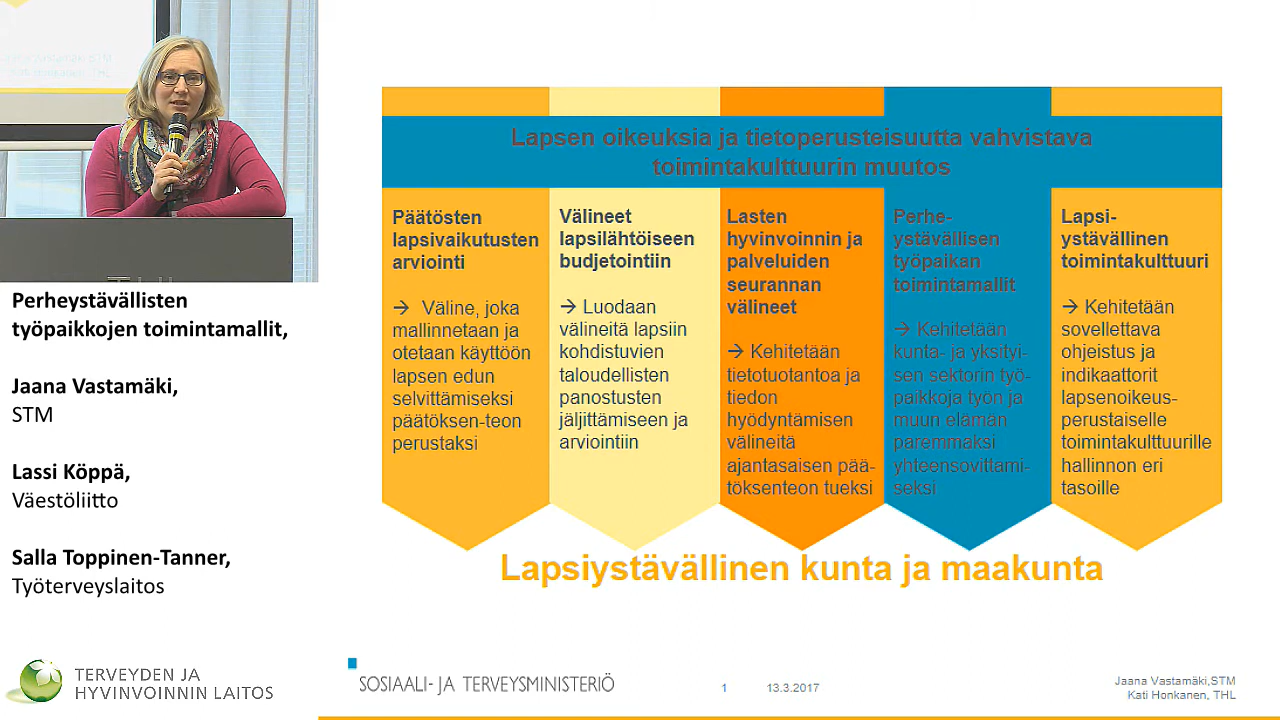 Perheystävällisten
työpaikkojen toimintamallit,
Jaana Vastamäki,
STM
Lassi Köppä,
Väestöliitto
Salla Toppinen-Tanner,
Työterveyslaitos
TERVEYDEN JA
HYVINVOINNIN LAITOS
Lapsen oikeuksia ja tietoperusteisuutta vahvistava
toimintakulttuurin muutos
Päätösten
lapsivaikutusten
arviointi
→ Väline, joka
mallinnetaan ja
otetaan käyttöön
lapsen edun
selvittämiseksi
päätöksen-teon
perustaksi
Välineet
lapsilähtöiseen
budjetointiin
→ Luodaan
välineitä lapsiin
kohdistuvien
taloudellisten
panostusten
jäljittämiseen ja
arviointiin
Lasten
hyvinvoinnin ja
palveluiden
seurannan
välineet
→ Kehitetään
tietotuotantoa ja
tiedon
hyödyntämisen
välineitä
ajantasaisen pää-
töksenteon tueksi
Perhe-
ystävällisen
työpaikan
toimintamallit
→ Kehitetään
kunta- ja yksityi-
sen sektorin työ-
paikkoja työn ja
muun elämän
paremmaksi
yhteensovittami-
seksi
Lapsi-
ystävällinen
toimintakulttuuri
→ Kehitetään
sovellettava
ohjeistus ja
indikaattorit
lapsenoikeus-
perustaiselle
toimintakulttuurille
hallinnon eri
tasoille
Lapsiystävällinen kunta ja maakunta
SOSIAALI- JA TERVEYSMINISTERIÖ
1
13.3.2017
Jaana Vastamäki,STM
Kati Honkanen, THL